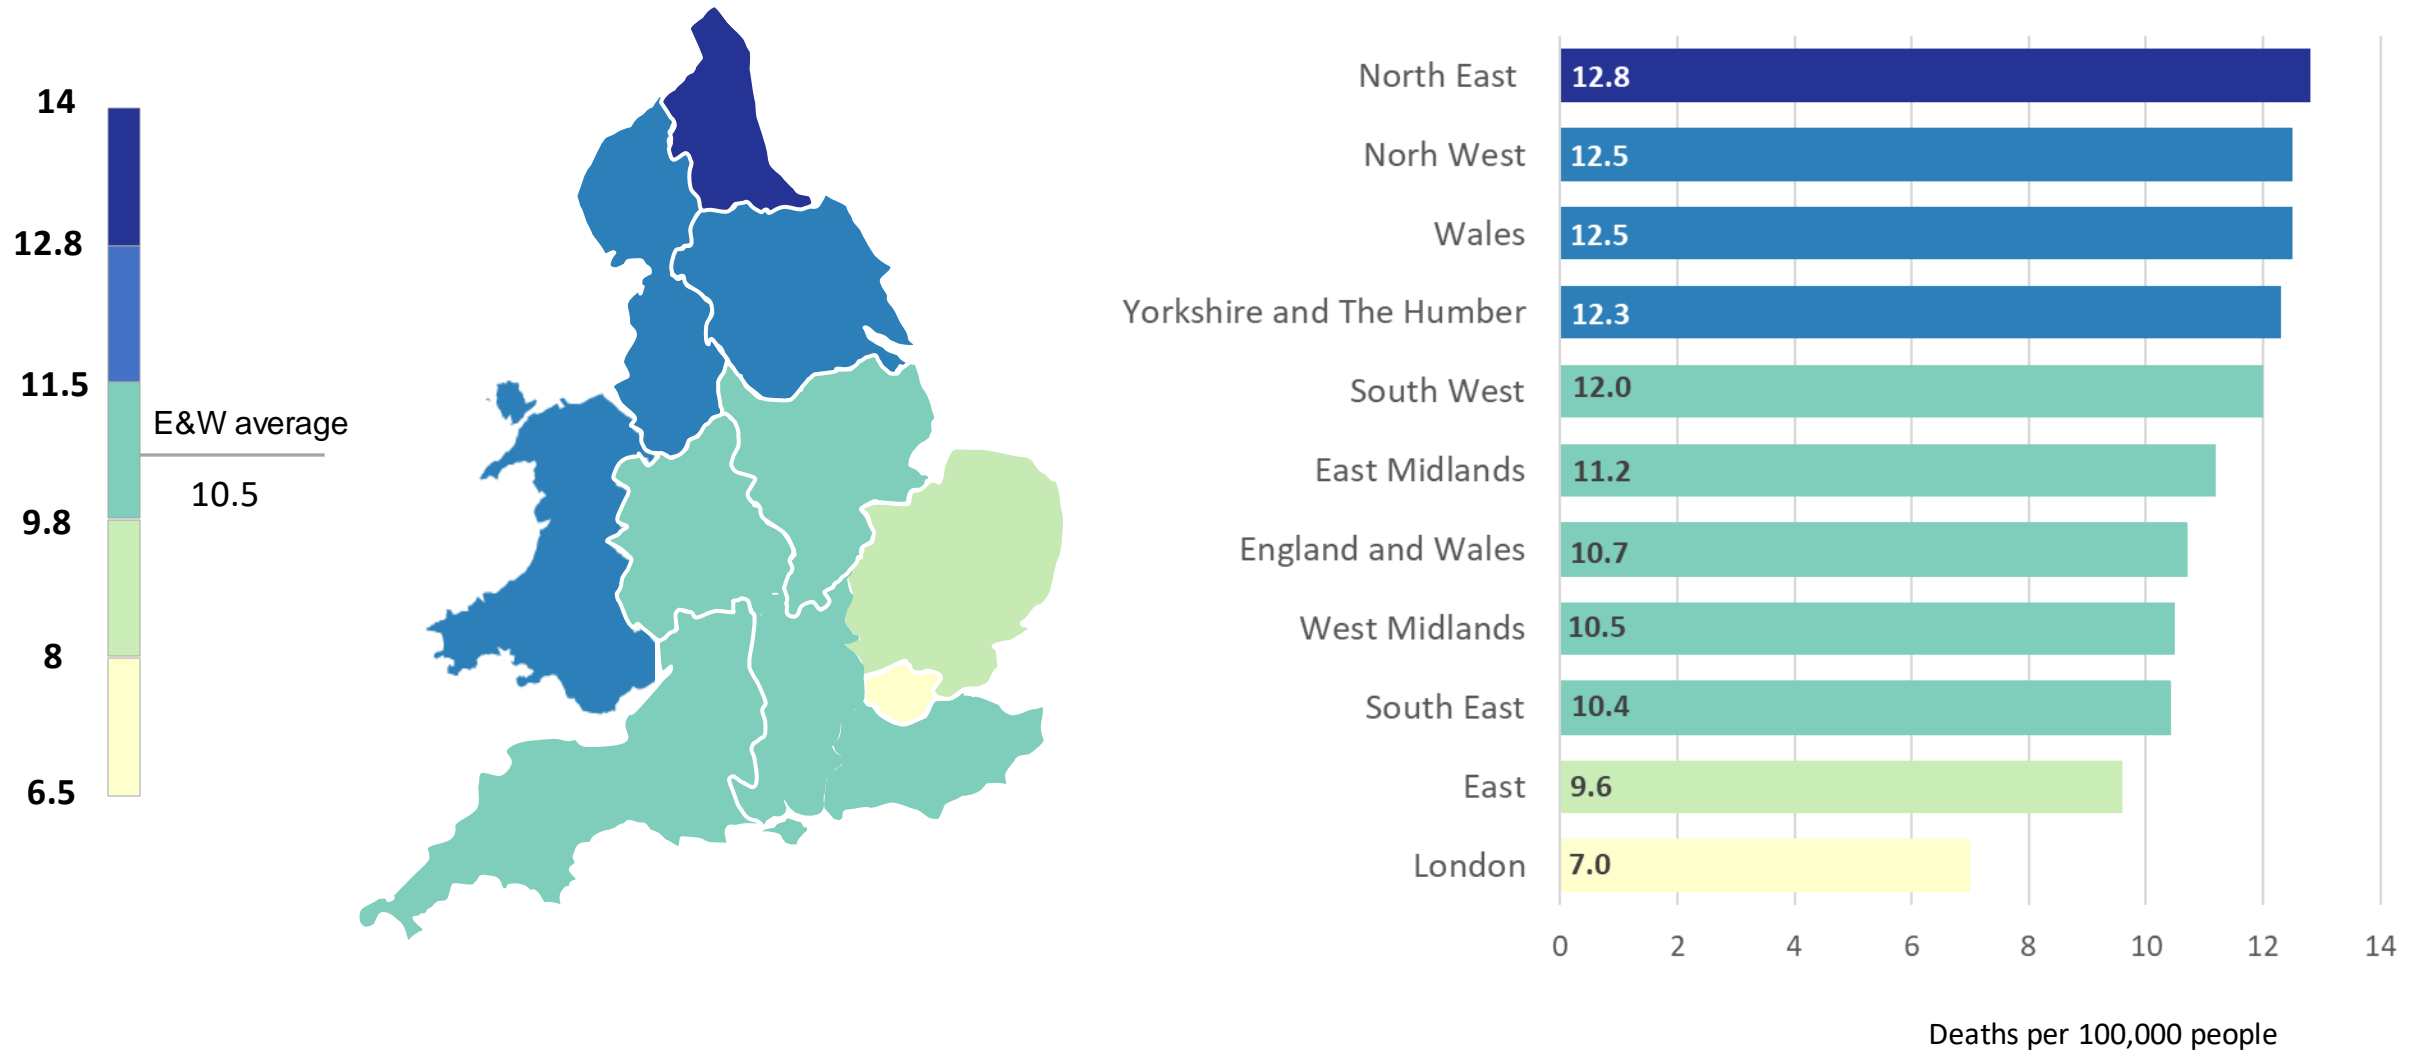 14
12.8
11.5
E&W average
10.5
9.8
8
6.5
North East 12.8
Norh West 12.5
Wales 12.5
Yorkshire and The Humber 12.3
South West 12.0
East Midlands 11.2
England and Wales 10.7
West Midlands 10.5
South East 10.4
East 9.6
London 7.0
0 2 4 6 8 10 12 14
Deaths per 100,000 people